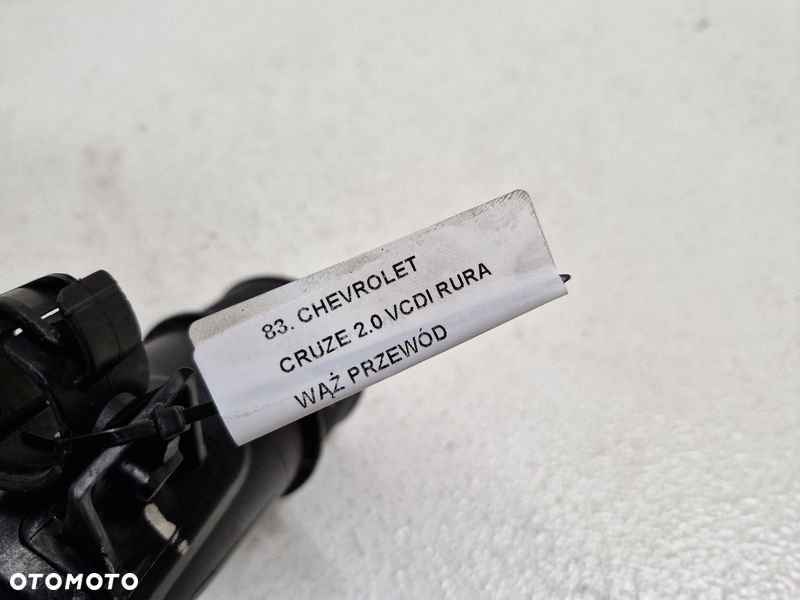 83. CHEVROLET
CRUZE 2.0 VCDI RURA
WĄŻ PRZEWÓD
OTOMOTO